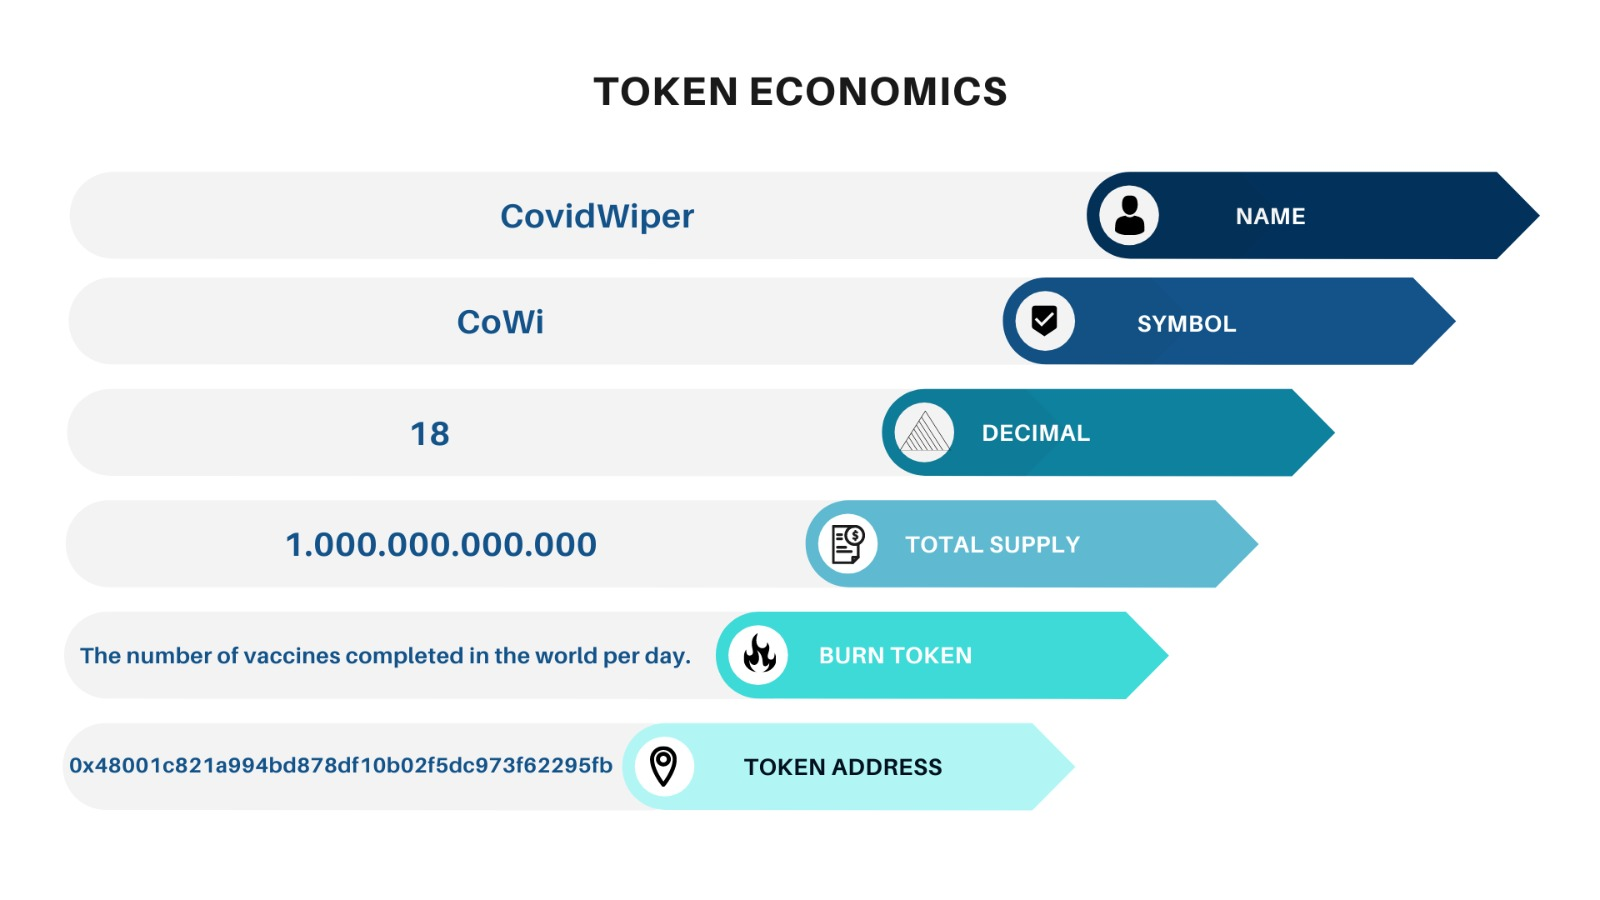 TOKEN ECONOMICS
CovidWiper NAME
CoWi SYMBOL
18 DECIMAL
1.000.000.000.000 TOTAL SUPPLY
The number of vaccines completed in the world per day. BURN TOKEN
0x48001c821a994bd878df10b02f5dc973f62295fb TOKEN ADDRESS